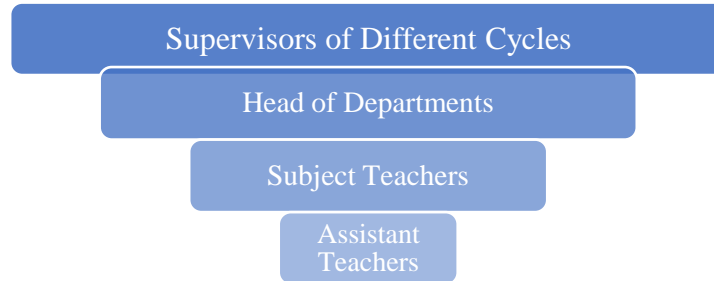 Supervisors of Different Cycles
Head of Departments
Subject Teachers
Assistant
Teachers